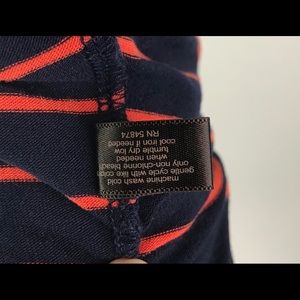 machine wash cold
gentle cycle with like colors
only non-chlorine bleach
when needed
tumble dry low
cool iron if needed
RN 54874